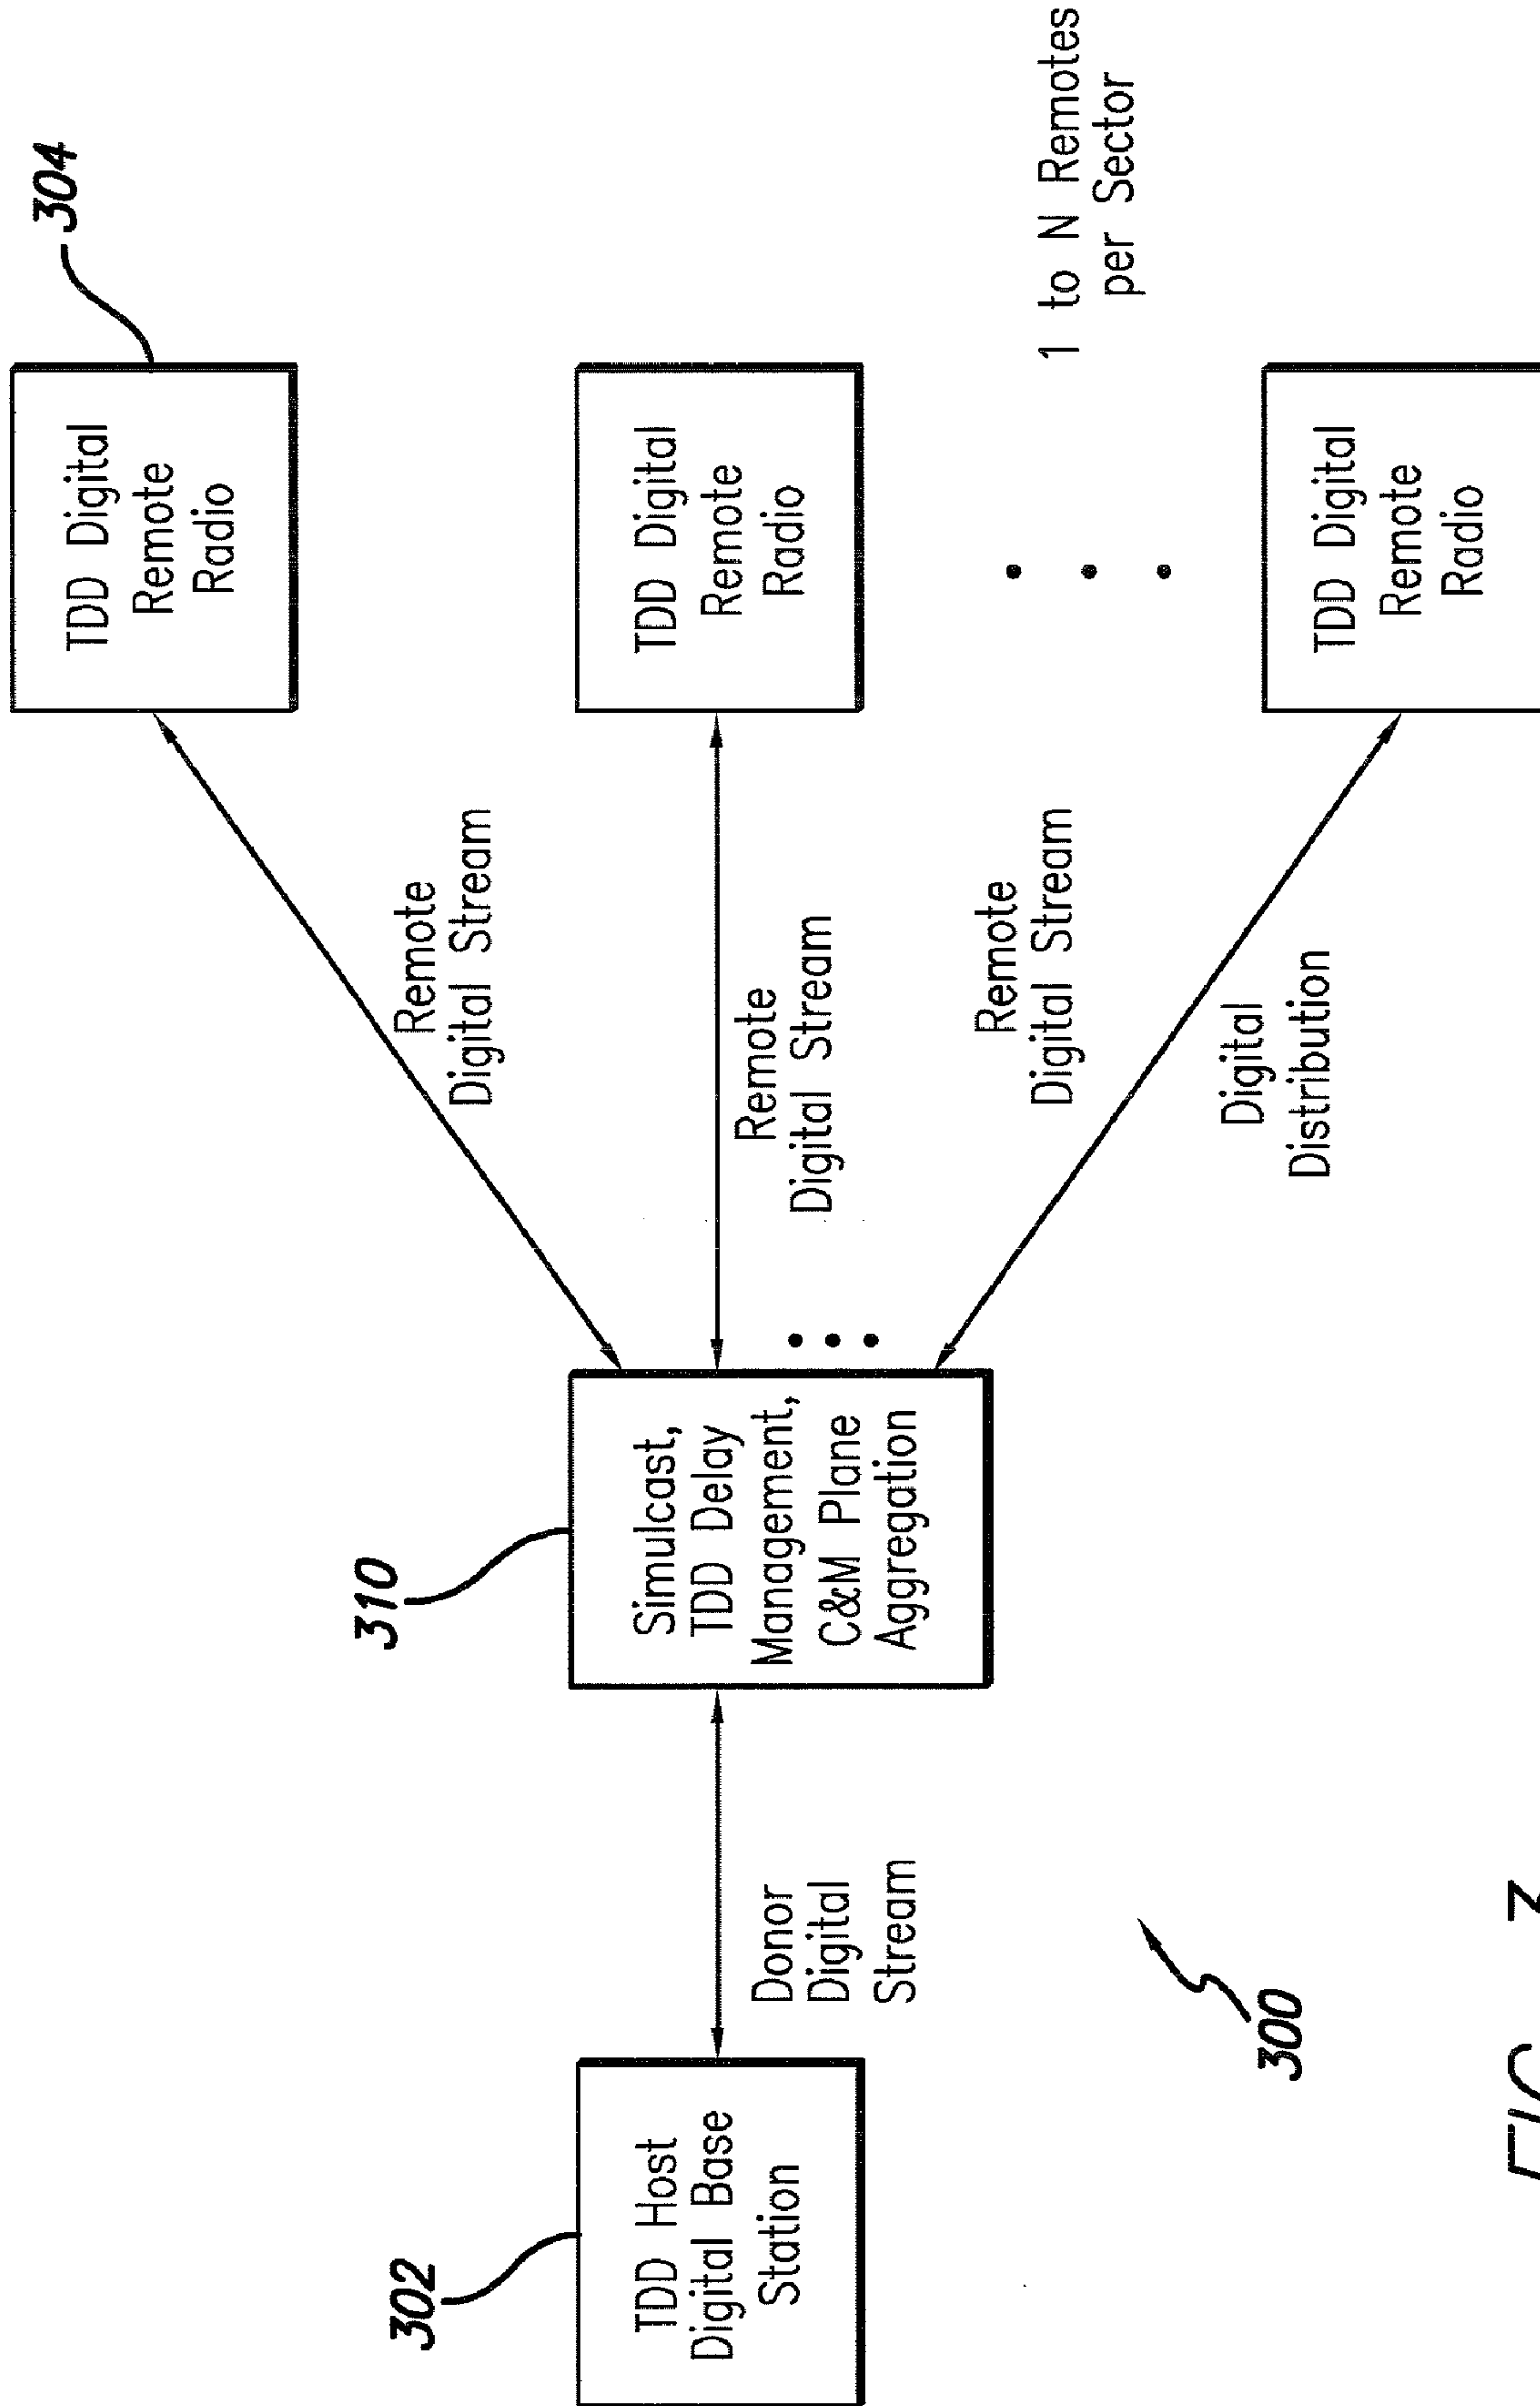 304
TDD Digital
Remote
Radio
TDD Digital
Remote
Radio
TDD Digital
Remote
Radio
1 to N Remotes
per Sector
Remote
Digital Stream
Remote
Digital Stream
Remote
Digital Stream
Digital
Distribution
310
Simulcast,
TDD Delay
Management,
C&M Plane
Aggregation
Donor
Digital
Stream
302
TDD Host
Digital Base
Station
300
FIG. 3